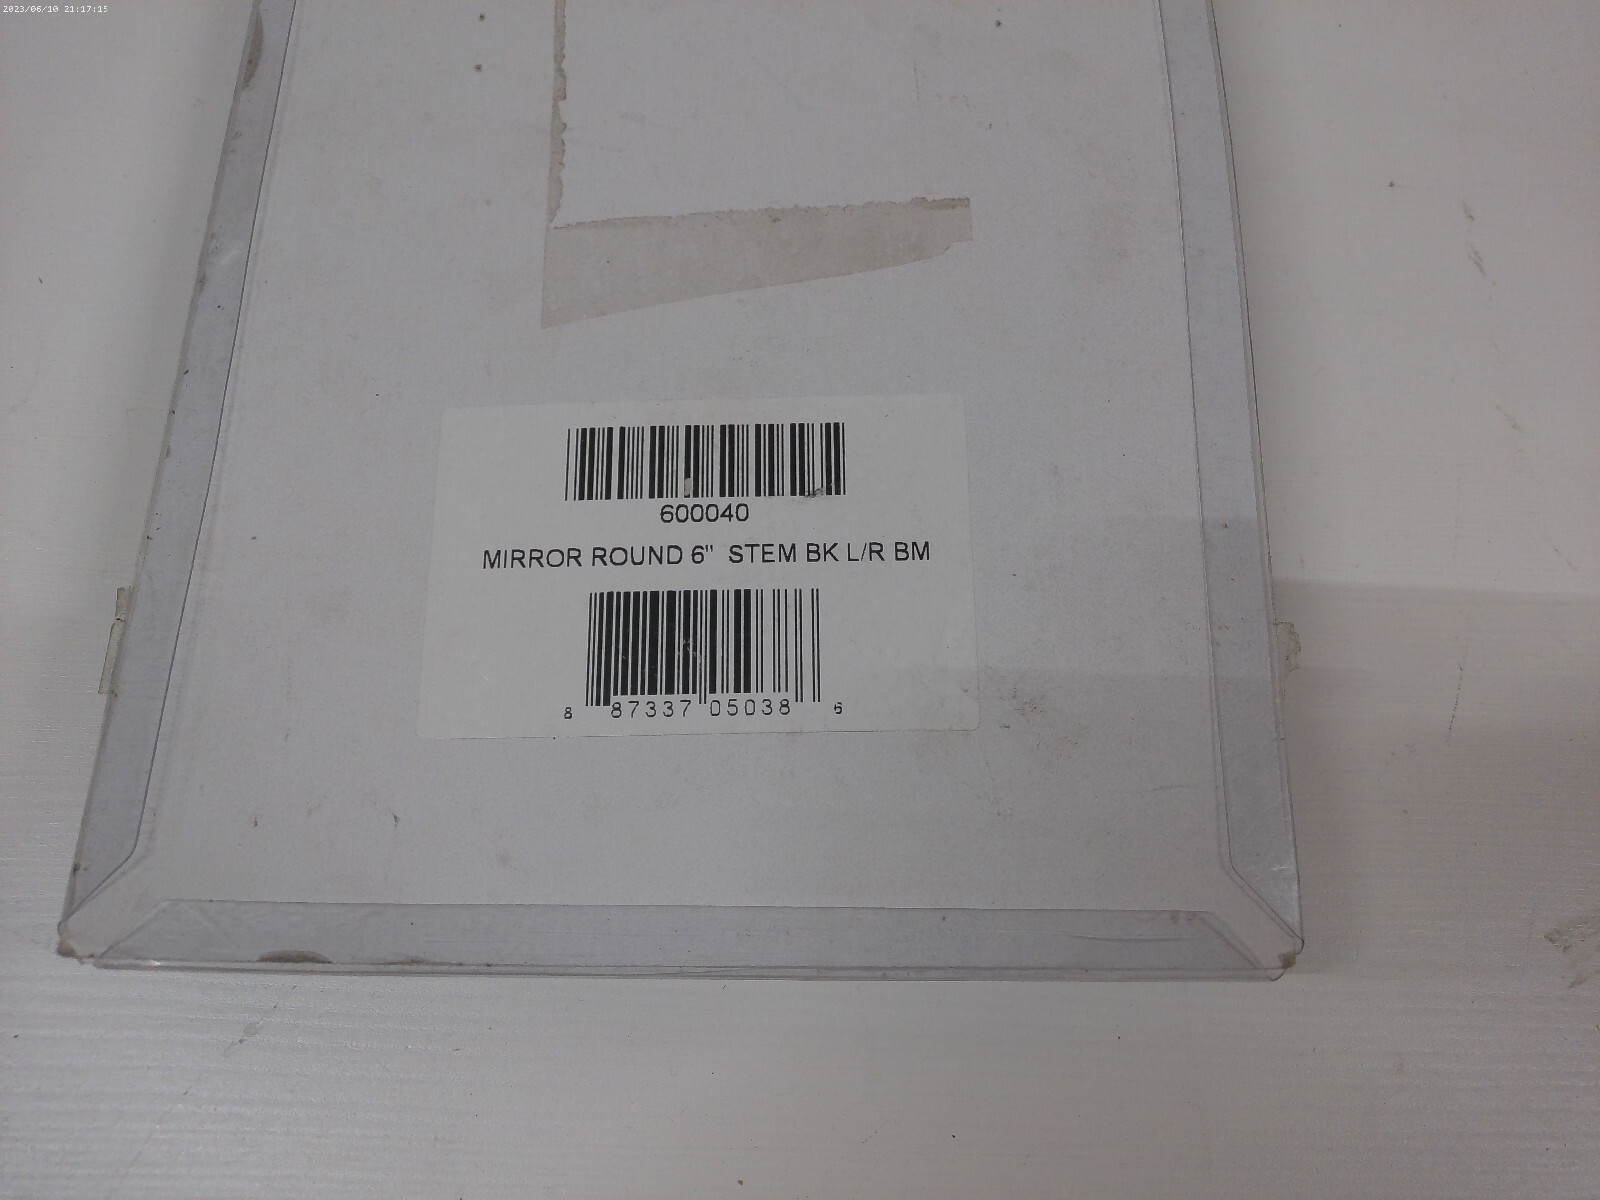 2023/06/10 21:17:15
600040
MIRROR ROUND 6" STEM BK L/R BM
8 87337 05038 6